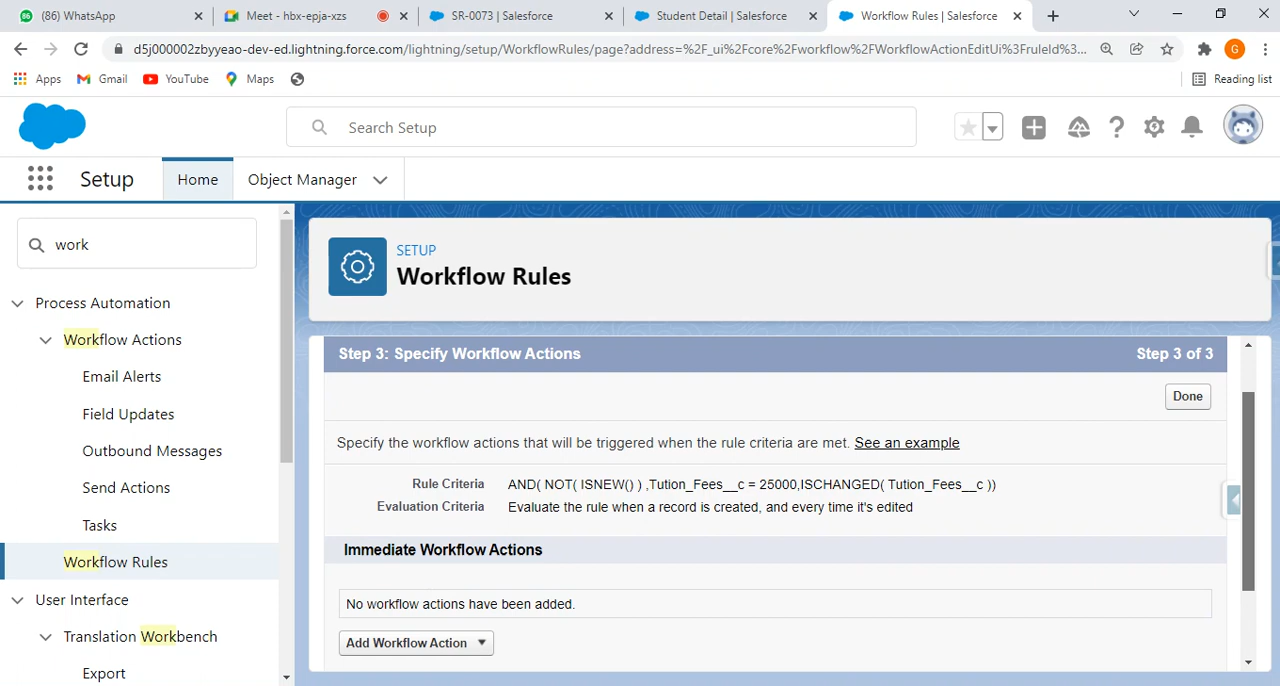 (86) WhatsApp
Meet - hbx-epja-xzs
SR-0073 | Salesforce
Student Detail | Salesforce
Workflow Rules | Salesforce
d5j000002zbyyeao-dev-ed.lightning.force.com/lightning/setup/WorkflowRules/page?address=%2F_ui%2Fcore%2Fworkflow%2FWorkflowActionEditUi%3FruleId%3...
G
Apps
Gmail
YouTube
Maps
Reading list
Search Setup
Setup
Home
Object Manager
work
Process Automation
Workflow Actions
Email Alerts
Field Updates
Outbound Messages
Send Actions
Tasks
Workflow Rules
User Interface
Translation Workbench
Export
SETUP
Workflow Rules
Step 3: Specify Workflow Actions
Step 3 of 3
Done
Specify the workflow actions that will be triggered when the rule criteria are met. See an example
Rule Criteria AND( NOT( ISNEW() ) ,Tution_Fees__c = 25000,ISCHANGED( Tution_Fees__c ))
Evaluation Criteria Evaluate the rule when a record is created, and every time it's edited
Immediate Workflow Actions
No workflow actions have been added.
Add Workflow Action